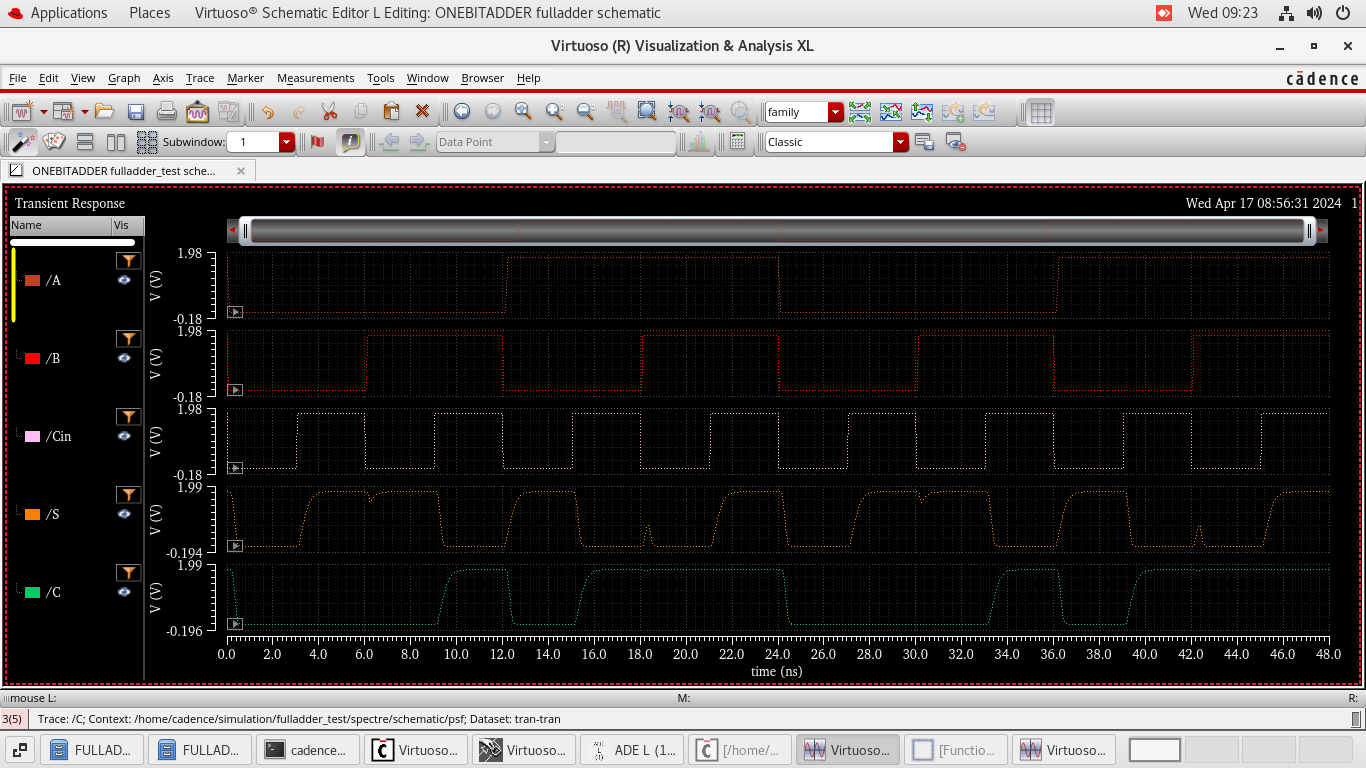 Applications Places Virtuoso® Schematic Editor L Editing: ONEBITADDER fulladder schematic Wed 09:23
Virtuoso (R) Visualization & Analysis XL
File Edit View Graph Axis Trace Marker Measurements Tools Window Browser Help cādence
family
Subwindow: 1 Data Point Classic
ONEBITADDER fulladder_test sche...
Transient Response Wed Apr 17 08:56:31 2024 1
Name Vis
/A V (V) 1.98 -0.18
/B V (V) 1.98 -0.18
/Cin V (V) 1.98 -0.18
/S V (V) 1.99 -0.194
/C V (V) 1.99 -0.196
0.0 2.0 4.0 6.0 8.0 10.0 12.0 14.0 16.0 18.0 20.0 22.0 24.0 26.0 28.0 30.0 32.0 34.0 36.0 38.0 40.0 42.0 44.0 46.0 48.0
time (ns)
mouse L: M: R:
3(5) Trace: /C; Context: /home/cadence/simulation/fulladder_test/spectre/schematic/psf; Dataset: tran-tran
FULLAD... FULLAD... cadence... Virtuoso... Virtuoso... ADE L (1... [/home/... Virtuoso... [Functio... Virtuoso...